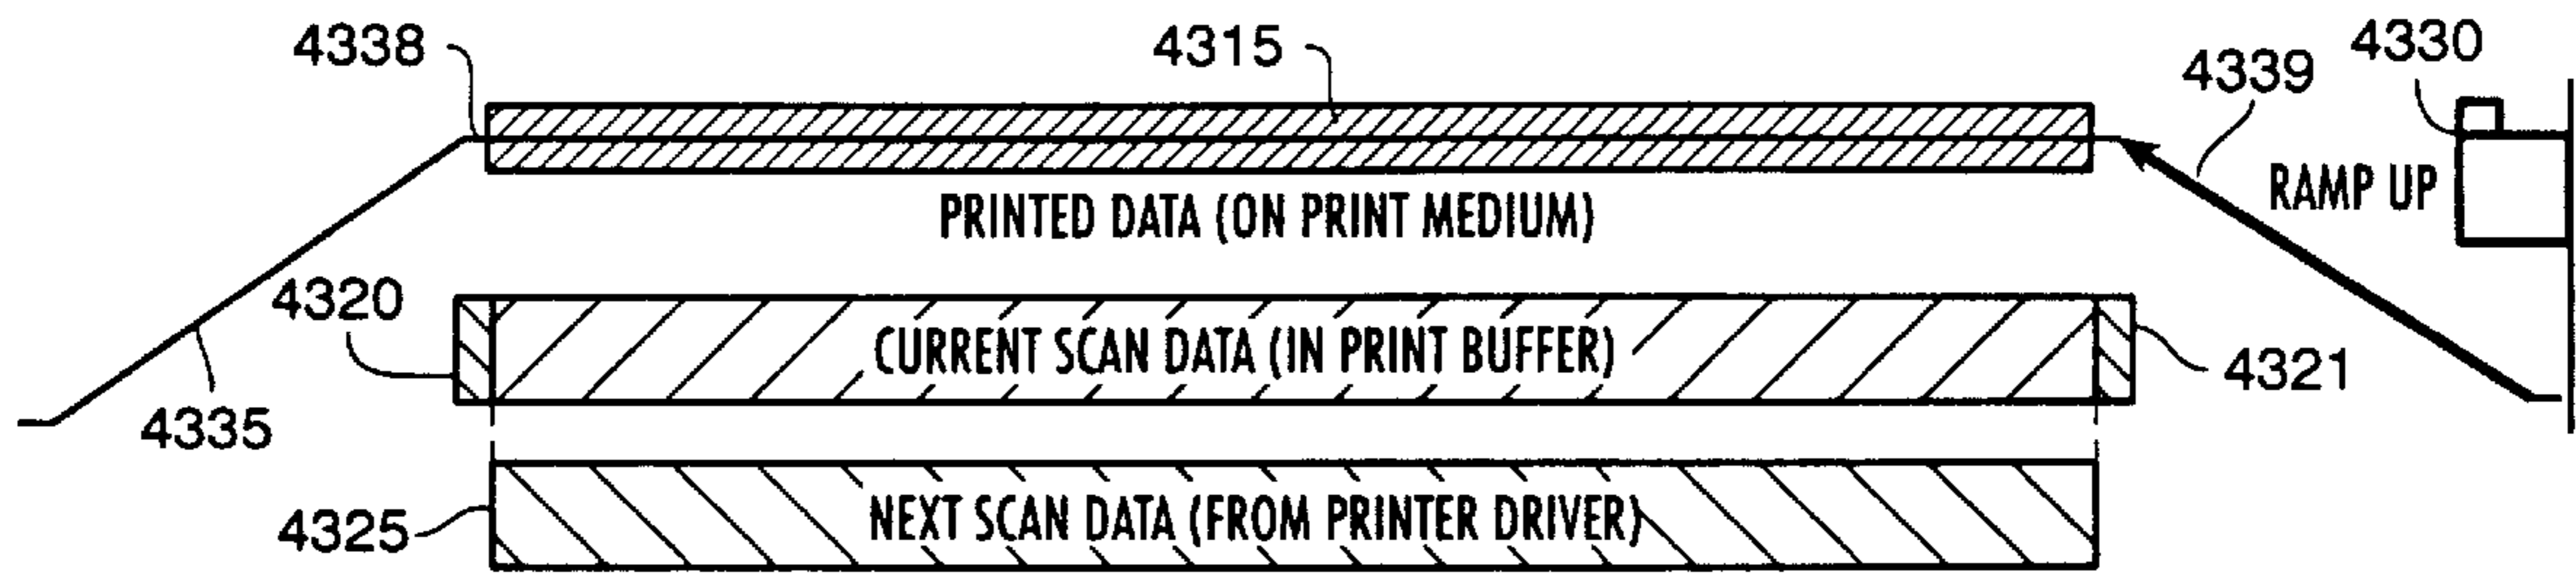 4338
4315
4330
4339
RAMP UP
PRINTED DATA (ON PRINT MEDIUM)
4320
CURRENT SCAN DATA (IN PRINT BUFFER)
4321
4335
NEXT SCAN DATA (FROM PRINTER DRIVER)
4325